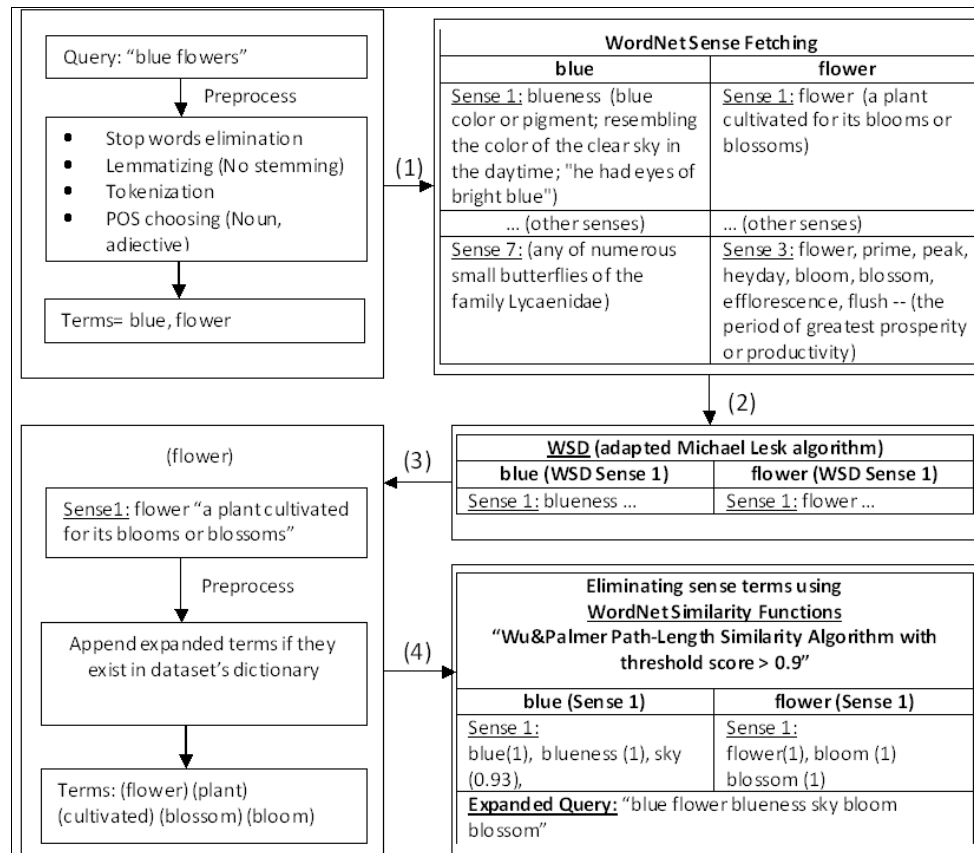 Query: “blue flowers”
Preprocess
Stop words elimination
Lemmatizing (No stemming)
Tokenization
POS choosing (Noun,
adjective)
Terms= blue, flower
(1)
WordNet Sense Fetching
blue
Sense 1: blueness (blue
color or pigment; resembling
the color of the clear sky in
the daytime; "he had eyes of
bright blue")
... (other senses)
Sense 7: (any of numerous
small butterflies of the
family Lycaenidae)
flower
Sense 1: flower (a plant
cultivated for its blooms or
blossoms)
... (other senses)
Sense 3: flower, prime, peak,
heyday, bloom, blossom,
efflorescence, flush -- (the
period of greatest prosperity
or productivity)
(2)
WSD (adapted Michael Lesk algorithm)
blue (WSD Sense 1)
Sense 1: blueness ...
flower (WSD Sense 1)
Sense 1: flower ...
(3)
(flower)
Sense1: flower “a plant cultivated
for its blooms or blossoms”
Preprocess
Append expanded terms if they
exist in dataset’s dictionary
Terms: (flower) (plant)
(cultivated) (blossom) (bloom)
(4)
Eliminating sense terms using
WordNet Similarity Functions
“Wu&Palmer Path-Length Similarity Algorithm with
threshold score > 0.9”
blue (Sense 1)
Sense 1:
blue(1), blueness (1), sky
(0.93),
flower (Sense 1)
Sense 1:
flower(1), bloom (1)
blossom (1)
Expanded Query: “blue flower blueness sky bloom
blossom”